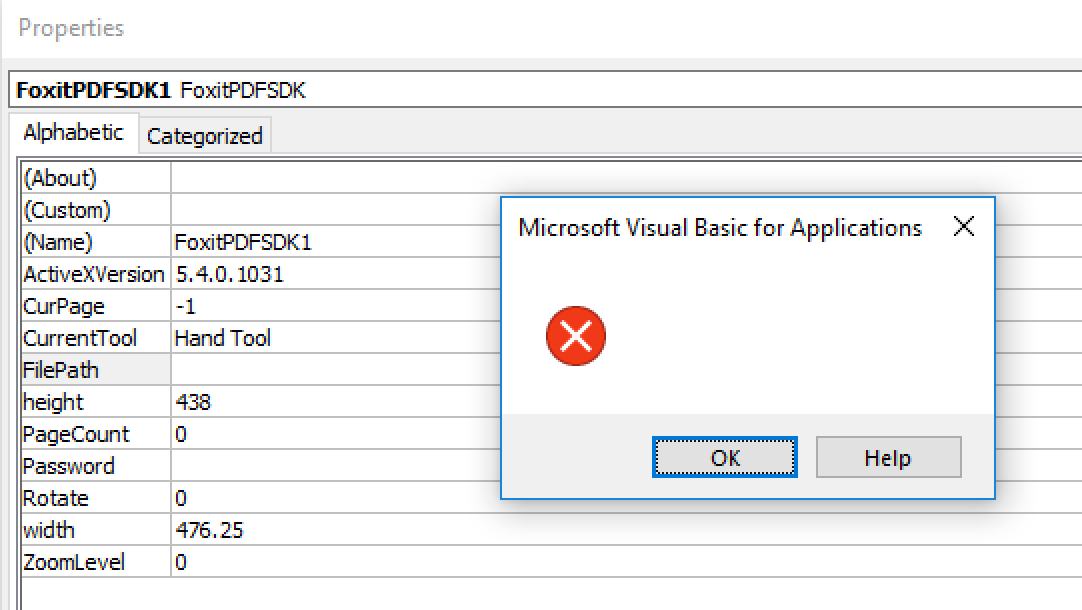 Properties
FoxitPDFSDK1 FoxitPDFSDK
Alphabetic Categorized
(About)
(Custom)
(Name) FoxitPDFSDK1
ActiveXVersion 5.4.0.1031
CurPage -1
CurrentTool Hand Tool
FilePath
height 438
PageCount 0
Password
Rotate 0
width 476.25
ZoomLevel 0
Microsoft Visual Basic for Applications
OK Help